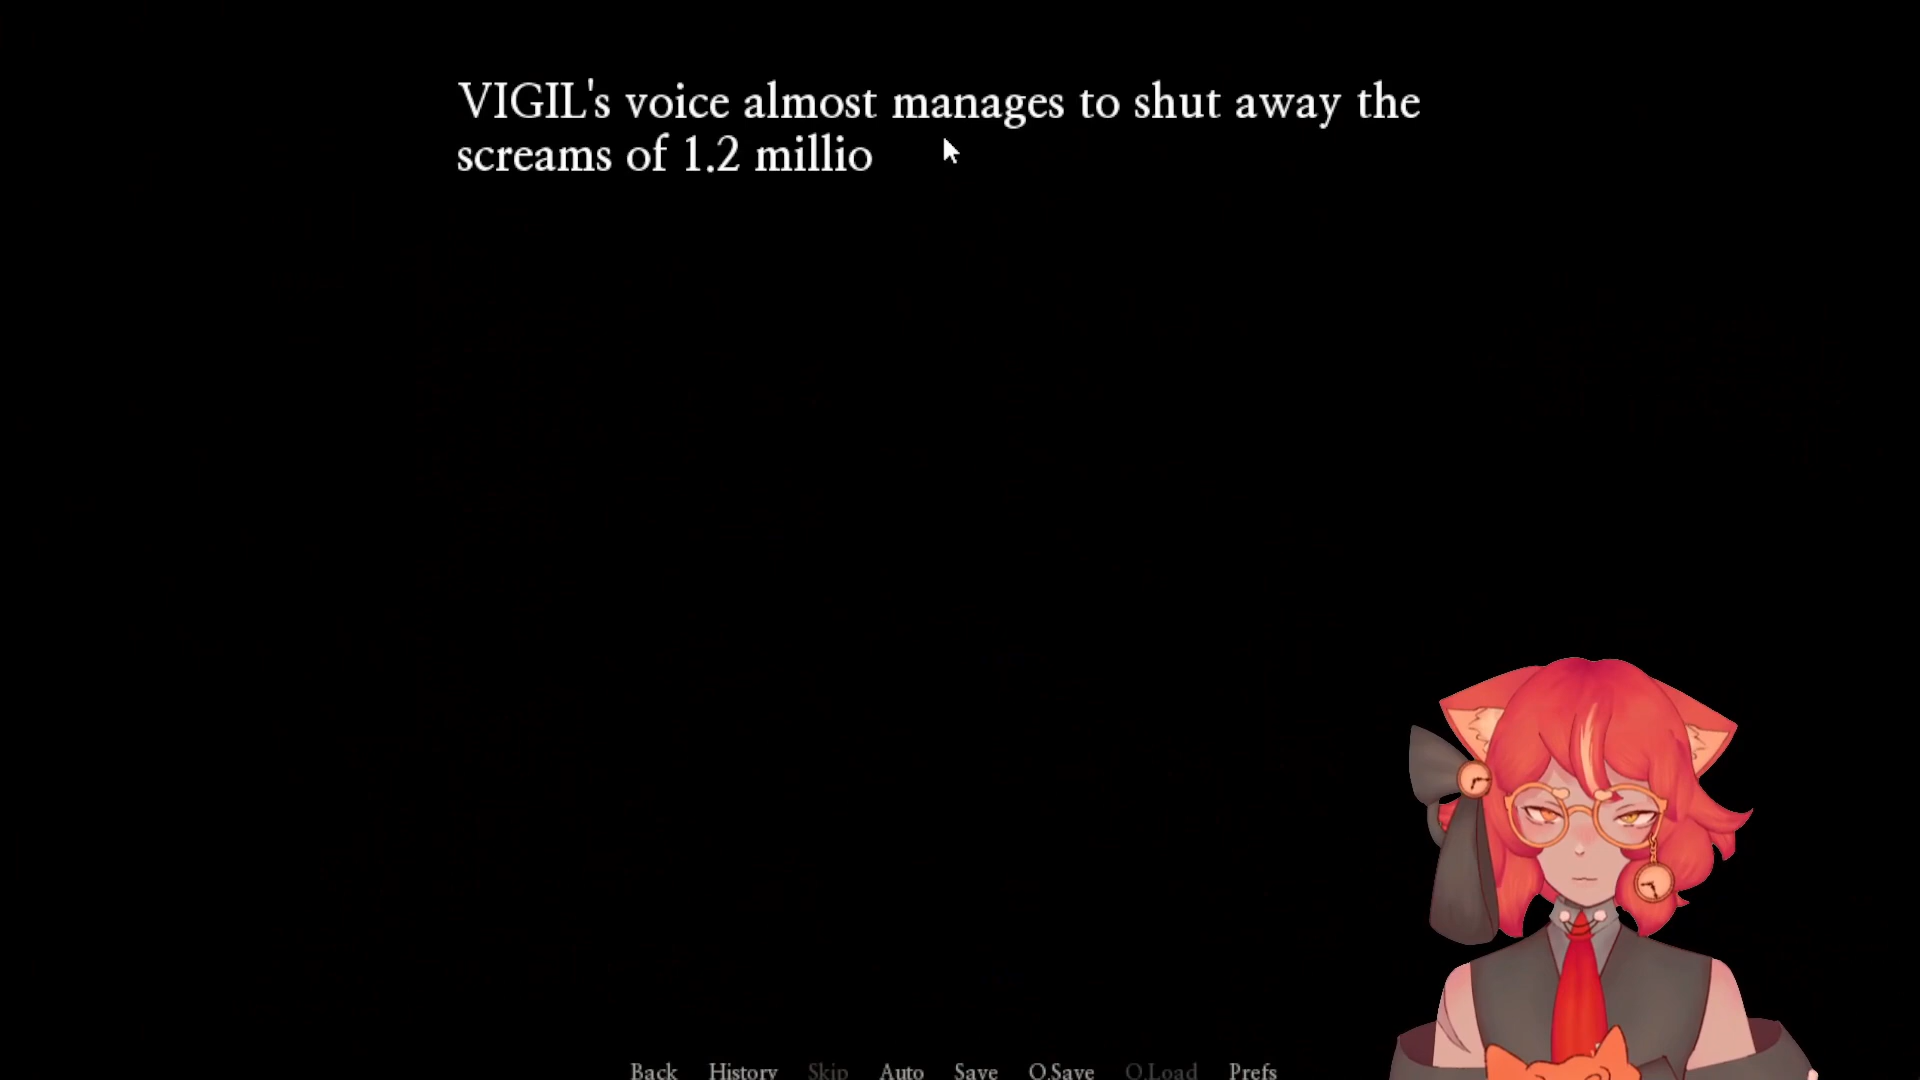 VIGIL's voice almost manages to shut away the
screams of 1.2 millio
Back History Skip Auto Save Q.Save Q.Load Prefs